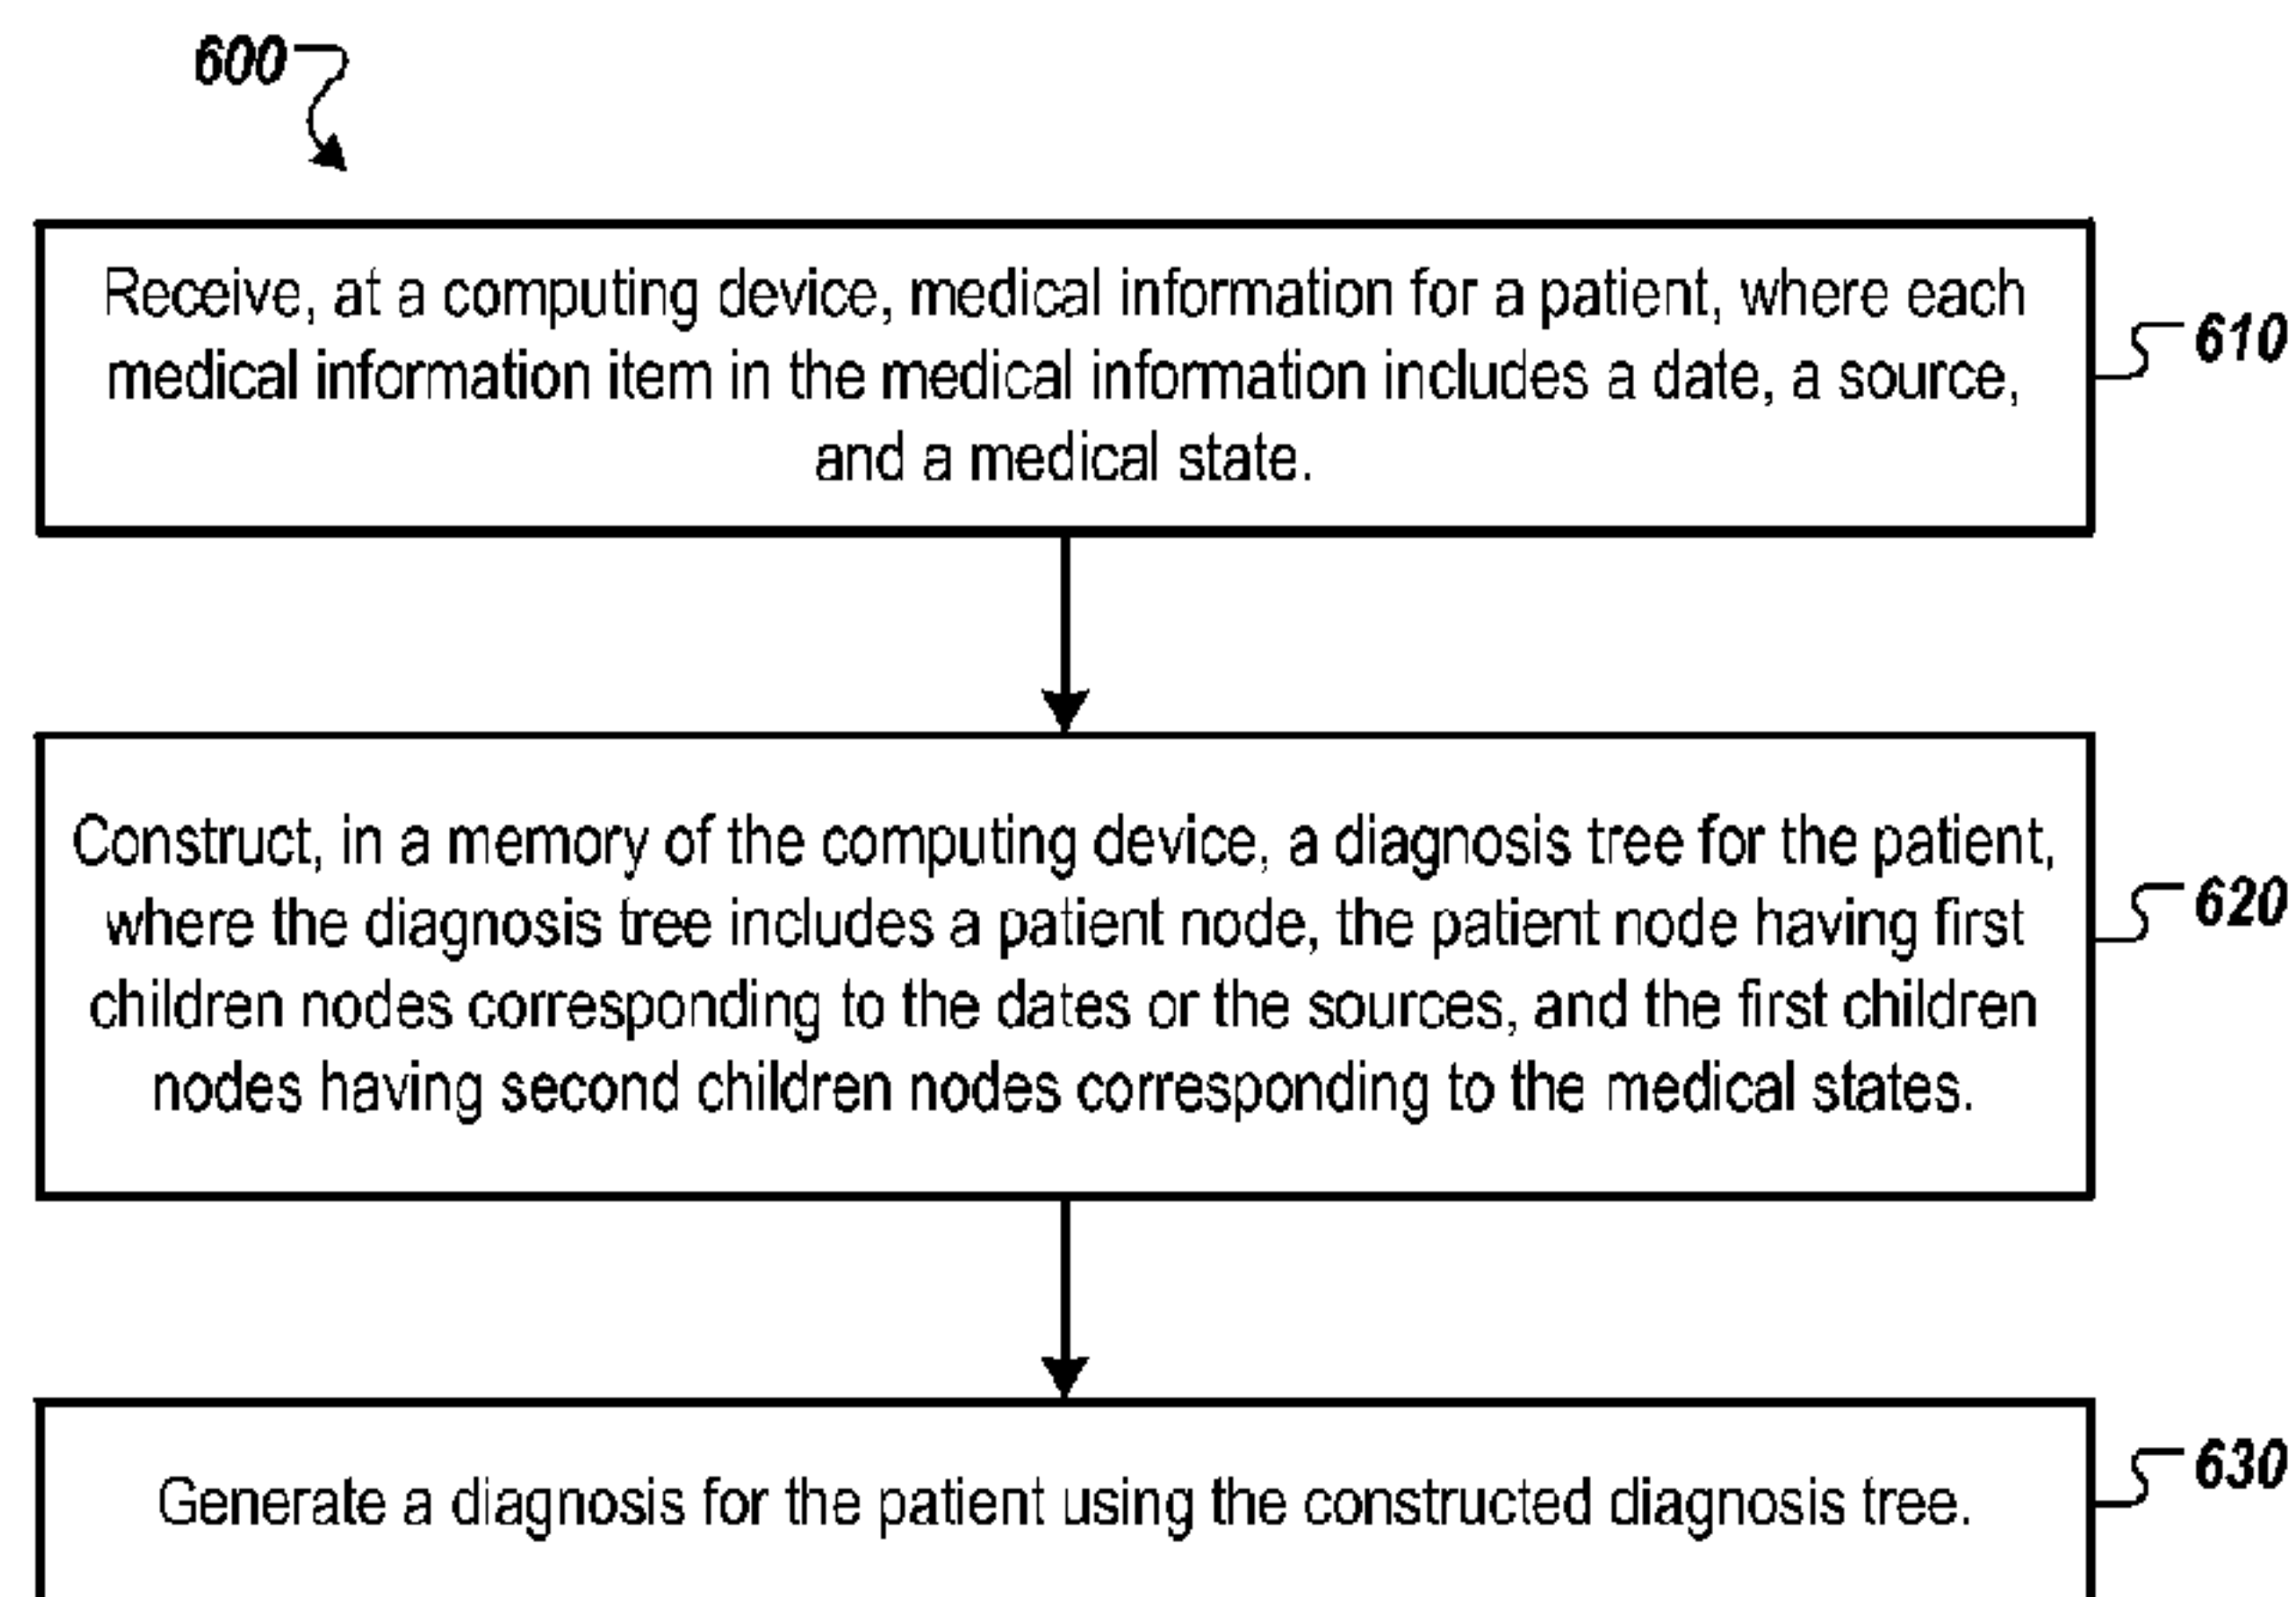 600
Receive, at a computing device, medical information for a patient, where each
medical information item in the medical information includes a date, a source,
and a medical state.
610
Construct, in a memory of the computing device, a diagnosis tree for the patient,
where the diagnosis tree includes a patient node, the patient node having first
children nodes corresponding to the dates or the sources, and the first children
nodes having second children nodes corresponding to the medical states.
620
Generate a diagnosis for the patient using the constructed diagnosis tree.
630